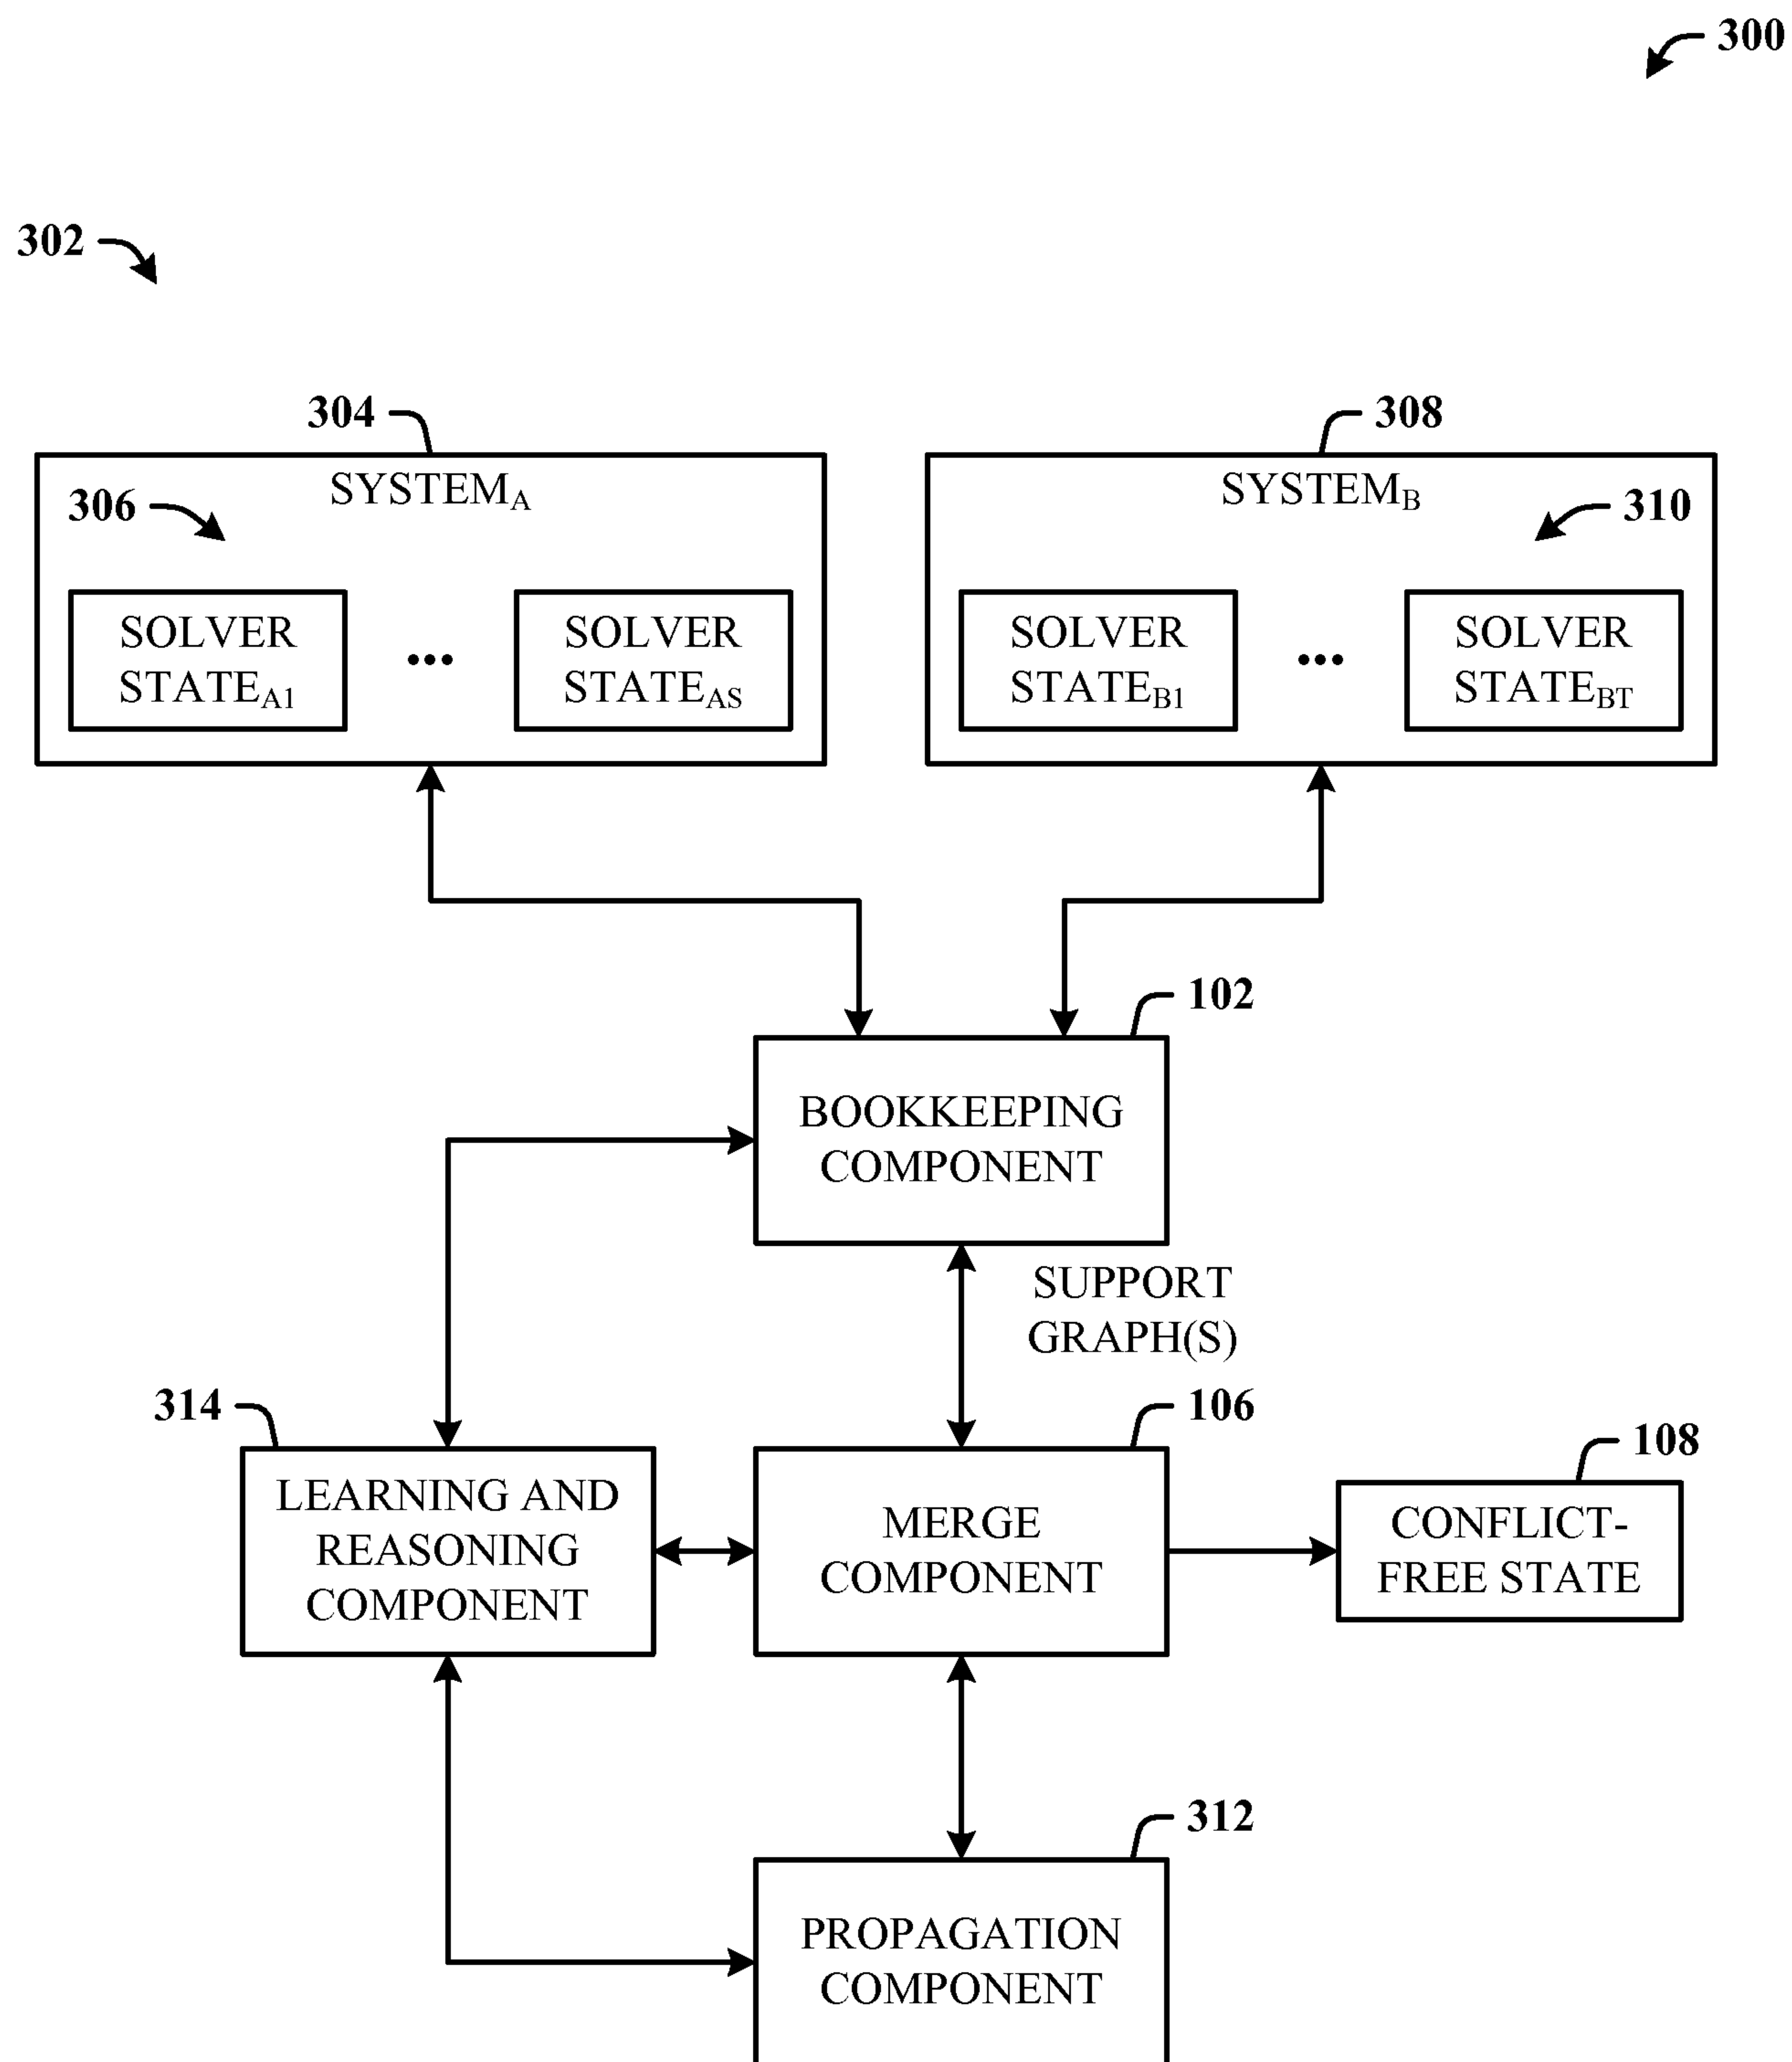 300
302
304
308
SYSTEMA
SYSTEMB
306
310
SOLVER
STATEA1
...
SOLVER
STATEAS
SOLVER
STATEB1
...
SOLVER
STATEBT
102
BOOKKEEPING
COMPONENT
SUPPORT
GRAPH(S)
314
106
108
LEARNING AND
REASONING
COMPONENT
MERGE
COMPONENT
CONFLICT-
FREE STATE
312
PROPAGATION
COMPONENT